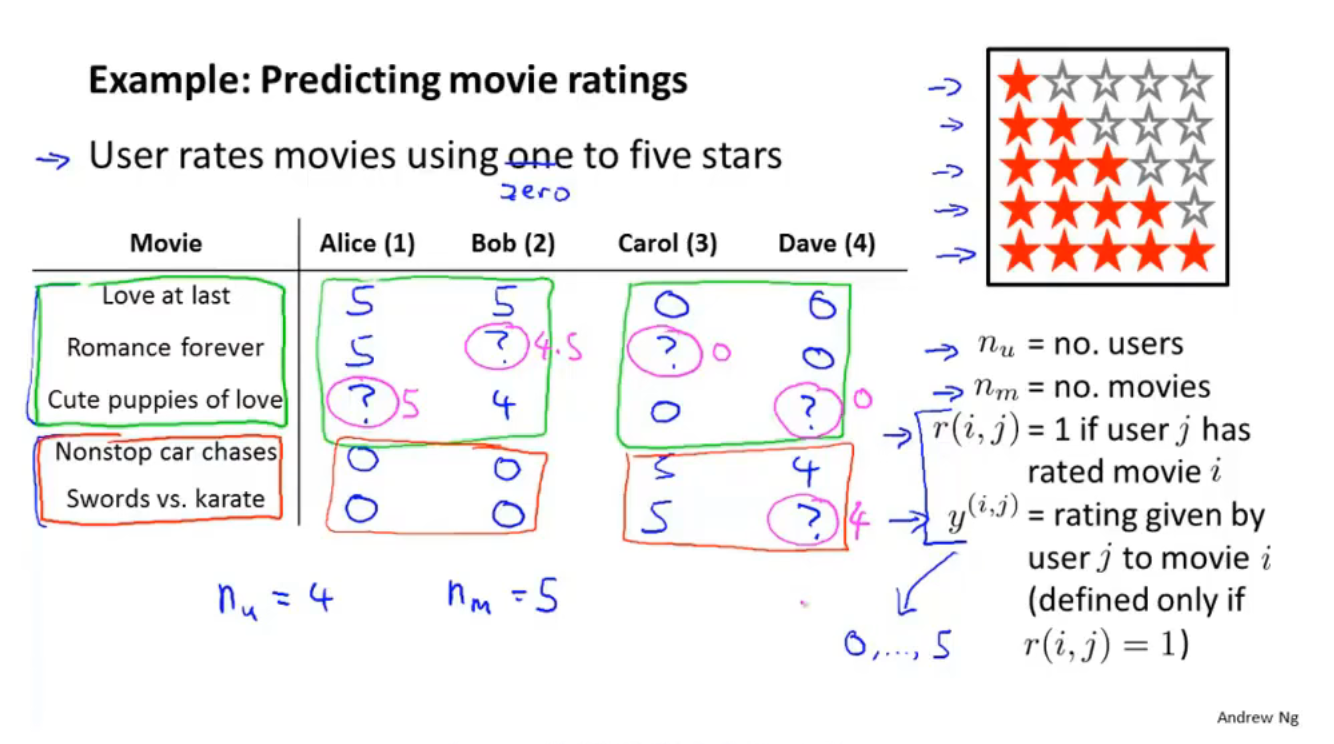 Example: Predicting movie ratings
→ User rates movies using one to five stars
zero
Movie Alice (1) Bob (2) Carol (3) Dave (4)
Love at last 5 5 0 0
Romance forever 5 ? 4.5 ? 0 0
Cute puppies of love ? 5 4 0 ? 0
Nonstop car chases 0 0 5 4
Swords vs. karate 0 0 5 ? 4
n_u = 4 n_m = 5
→ n_u = no. users
→ n_m = no. movies
→ r(i, j) = 1 if user j has
rated movie i
→ y^(i,j) = rating given by
user j to movie i
(defined only if
r(i, j) = 1)
0, ..., 5
Andrew Ng